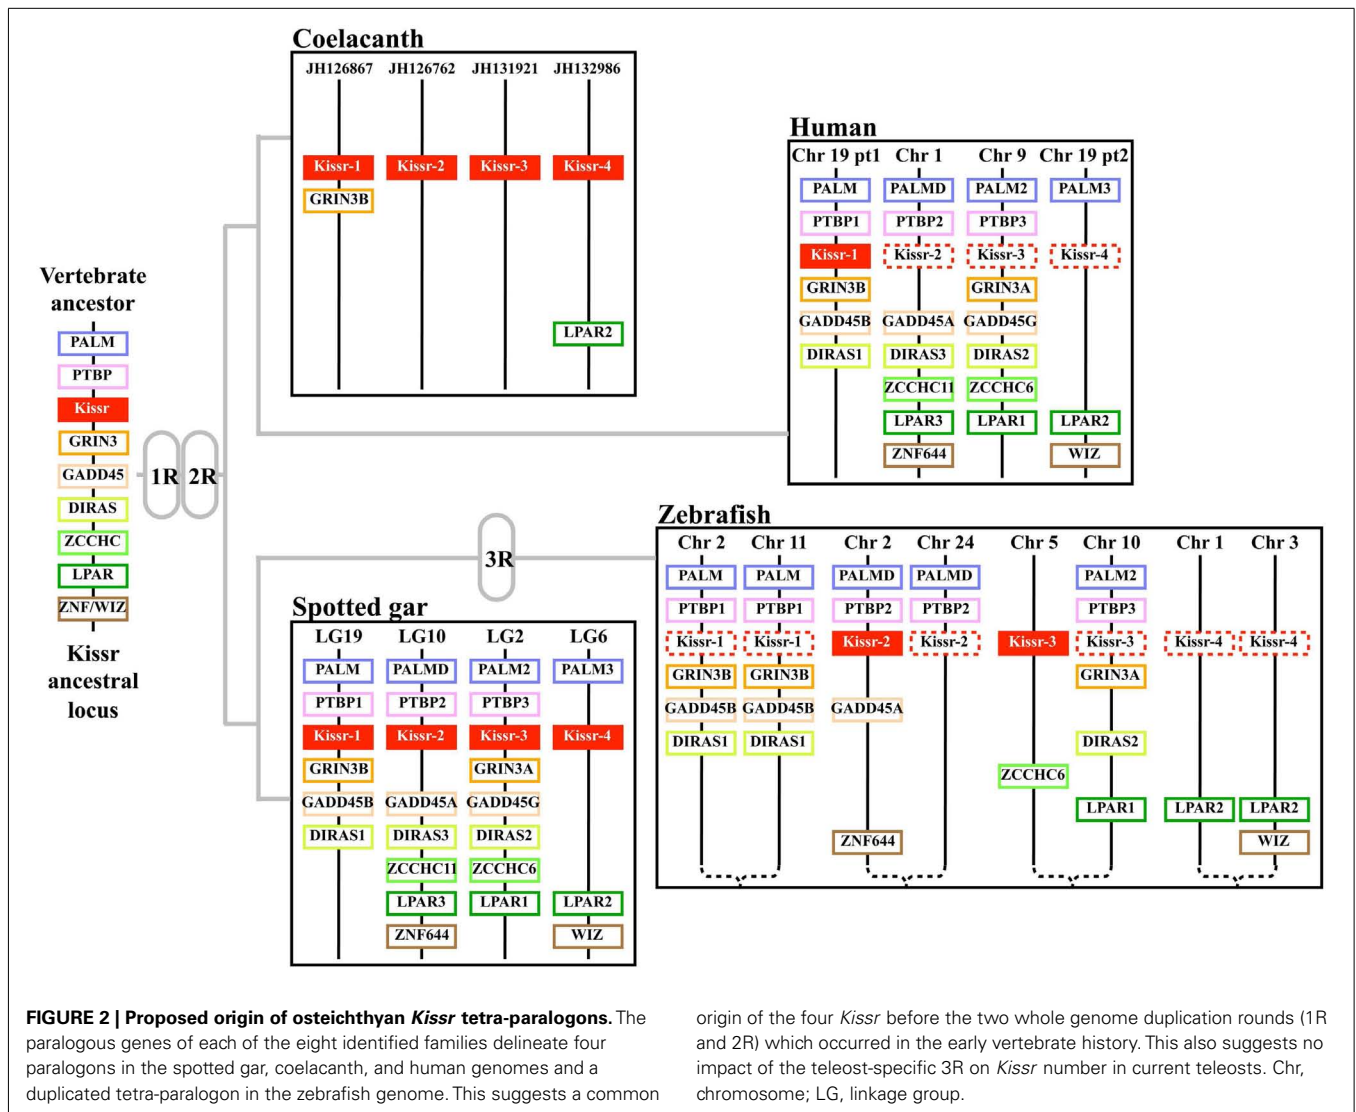 Coelacanth
JH126867 JH126762 JH131921 JH132986
Kissr-1 Kissr-2 Kissr-3 Kissr-4
GRIN3B
LPAR2
Human
Chr 19 pt1 Chr 1 Chr 9 Chr 19 pt2
PALM PALMD PALM2 PALM3
PTBP1 PTBP2 PTBP3
Kissr-1 Kissr-2 Kissr-3 Kissr-4
GRIN3B GRIN3A
GADD45B GADD45A GADD45G
DIRAS1 DIRAS3 DIRAS2
ZCCHC11 ZCCHC6
LPAR3 LPAR1 LPAR2
ZNF644 WIZ
Vertebrate
ancestor
PALM
PTBP
Kissr
GRIN3
GADD45
DIRAS
ZCCHC
LPAR
ZNF/WIZ
Kissr
ancestral
locus
1R 2R
3R
Zebrafish
Chr 2 Chr 11 Chr 2 Chr 24 Chr 5 Chr 10 Chr 1 Chr 3
PALM PALM PALMD PALMD PALM2
PTBP1 PTBP1 PTBP2 PTBP2 PTBP3
Kissr-1 Kissr-1 Kissr-2 Kissr-2 Kissr-3 Kissr-3 Kissr-4 Kissr-4
GRIN3B GRIN3B GRIN3A
GADD45B GADD45B GADD45A
DIRAS1 DIRAS1 DIRAS2
ZCCHC6
LPAR1 LPAR2 LPAR2
ZNF644 WIZ
Spotted gar
LG19 LG10 LG2 LG6
PALM PALMD PALM2 PALM3
PTBP1 PTBP2 PTBP3
Kissr-1 Kissr-2 Kissr-3 Kissr-4
GRIN3B GRIN3A
GADD45B GADD45A GADD45G
DIRAS1 DIRAS3 DIRAS2
ZCCHC11 ZCCHC6
LPAR3 LPAR1 LPAR2
ZNF644 WIZ
FIGURE 2 | Proposed origin of osteichthyan Kissr tetra-paralogons. The
paralogous genes of each of the eight identified families delineate four
paralogons in the spotted gar, coelacanth, and human genomes and a
duplicated tetra-paralogon in the zebrafish genome. This suggests a common
origin of the four Kissr before the two whole genome duplication rounds (1R
and 2R) which occurred in the early vertebrate history. This also suggests no
impact of the teleost-specific 3R on Kissr number in current teleosts. Chr,
chromosome; LG, linkage group.